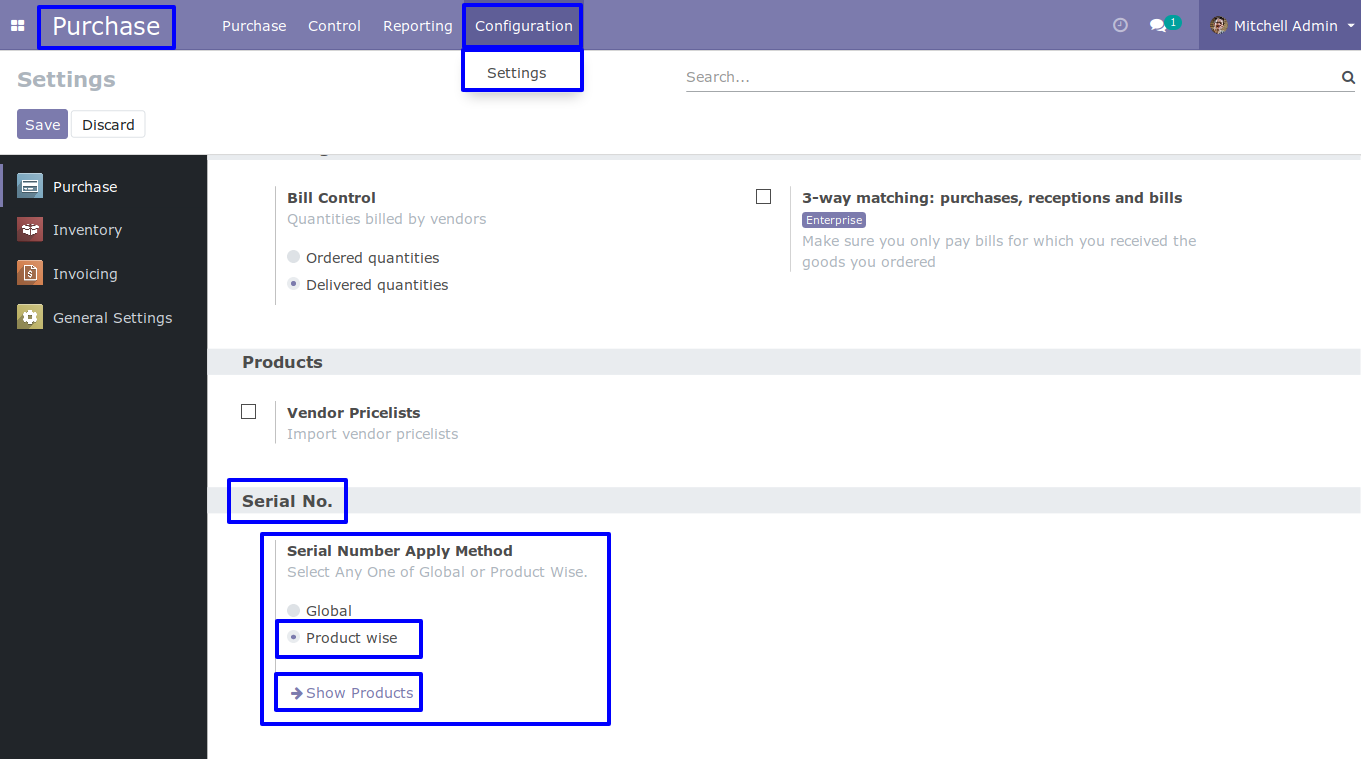 Purchase Purchase Control Reporting Configuration 1 Mitchell Admin
Settings Settings Search...
Save Discard
Purchase
Inventory
Invoicing
General Settings
Bill Control
Quantities billed by vendors
Ordered quantities
Delivered quantities
3-way matching: purchases, receptions and bills
Enterprise
Make sure you only pay bills for which you received the
goods you ordered
Products
Vendor Pricelists
Import vendor pricelists
Serial No.
Serial Number Apply Method
Select Any One of Global or Product Wise.
Global
Product wise
Show Products